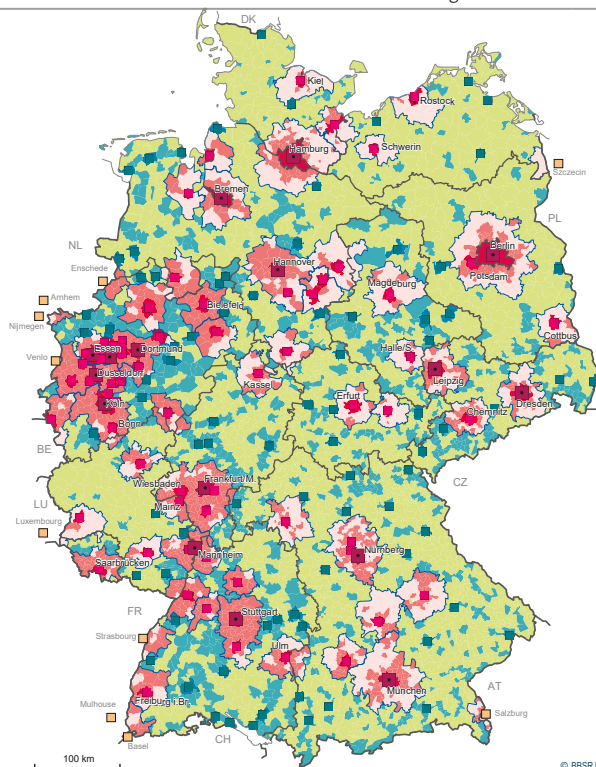 DK
Kiel
Rostock
Hamburg
Schwerin
Szczecin
Bremen
PL
NL
Berlin
Hannover
Potsdam
Enschede
Magdeburg
Arnhem
Bielefeld
Nijmegen
Cottbus
Essen
Dortmund
Halle/S.
Venlo
Düsseldorf
Leipzig
Kassel
Erfurt
Köln
Dresden
Chemnitz
Bonn
BE
Wiesbaden
Frankfurt/M.
CZ
LU
Mainz
Luxembourg
Nürnberg
Mannheim
Saarbrücken
FR
Stuttgart
Strasbourg
Ulm
AT
München
Freiburg i.Br.
Mulhouse
Salzburg
CH
Basel
100 km
© BBSR